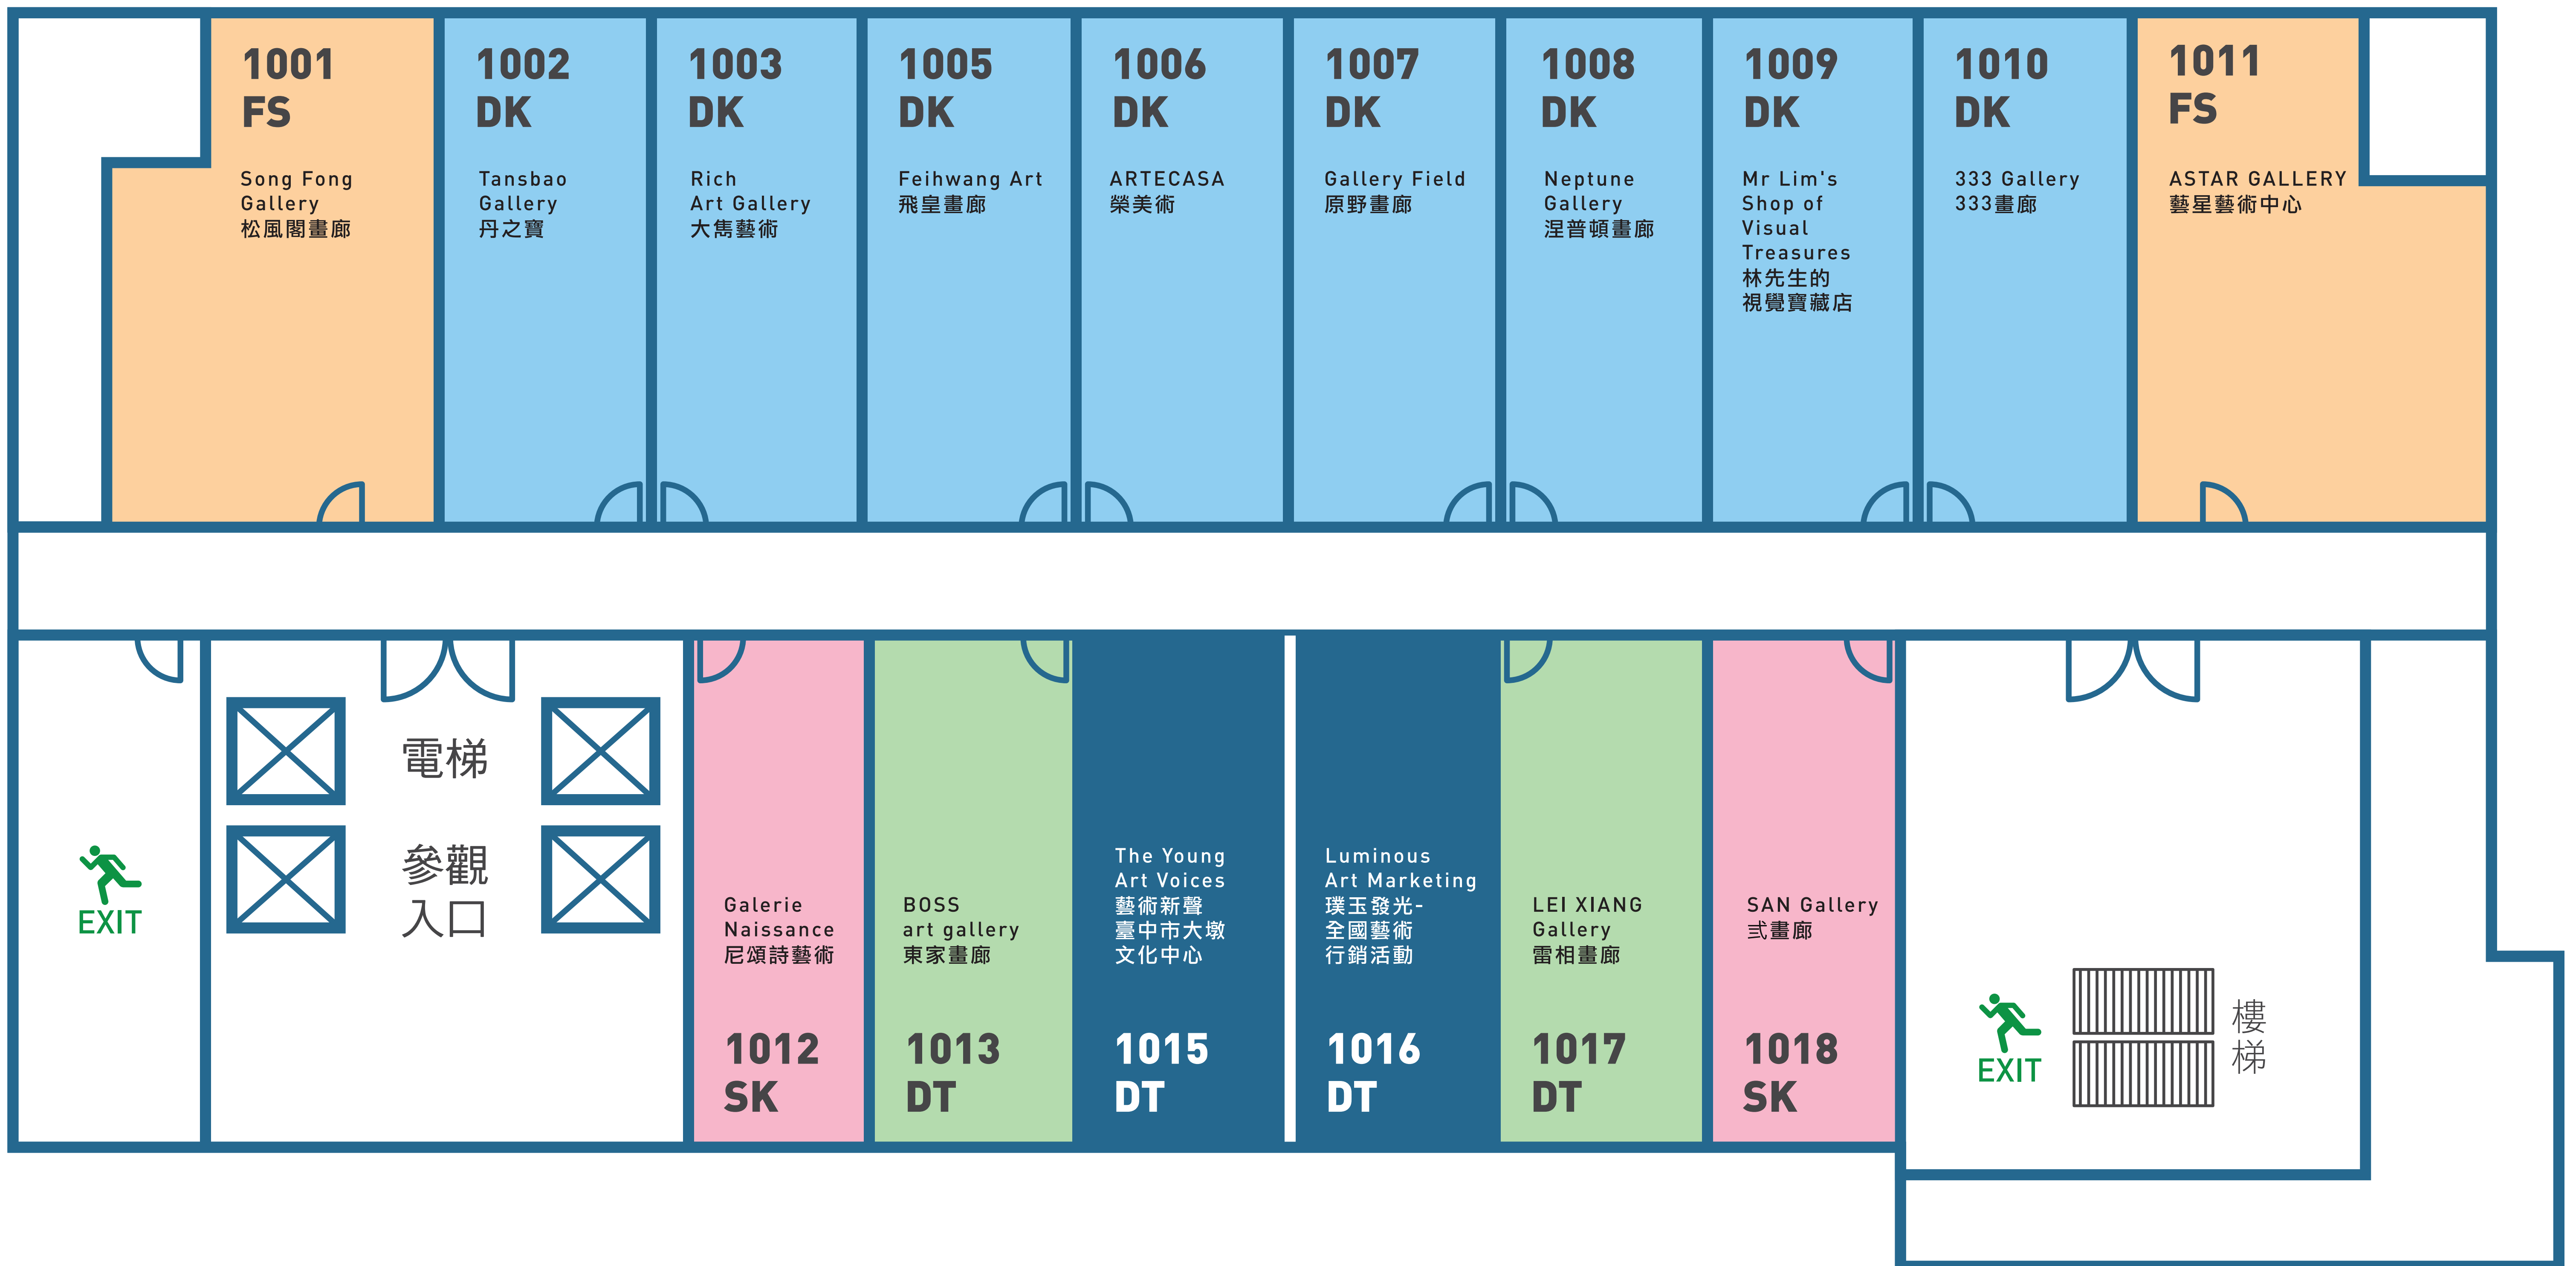 1001
FS
Song Fong
Gallery
松風閣畫廊
1002
DK
Tansbao
Gallery
丹之寶
1003
DK
Rich
Art Gallery
大雋藝術
1005
DK
Feihwang Art
飛皇畫廊
1006
DK
ARTECASA
榮美術
1007
DK
Gallery Field
原野畫廊
1008
DK
Neptune
Gallery
涅普頓畫廊
1009
DK
Mr Lim's
Shop of
Visual
Treasures
林先生的
視覺寶藏店
1010
DK
333 Gallery
333畫廊
1011
FS
ASTAR GALLERY
藝星藝術中心
EXIT
電梯
參觀
入口
Galerie
Naissance
尼頌詩藝術
1012
SK
BOSS
art gallery
東家畫廊
1013
DT
The Young
Art Voices
藝術新聲
臺中市大墩
文化中心
1015
DT
Luminous
Art Marketing
璞玉發光-
全國藝術
行銷活動
1016
DT
LEI XIANG
Gallery
雷相畫廊
1017
DT
SAN Gallery
弎畫廊
1018
SK
EXIT
樓梯